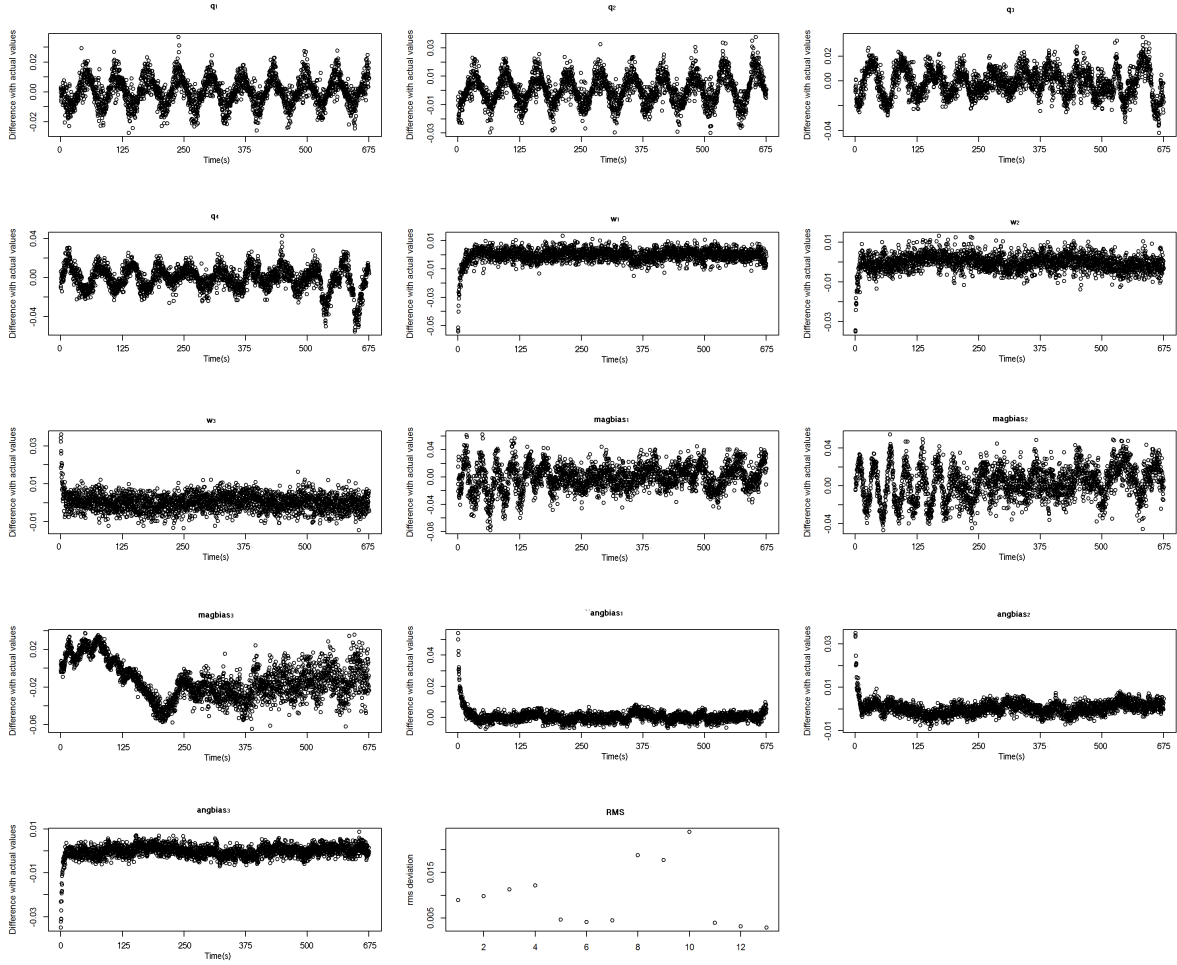 q1
Difference with actual values
-0.02 0.00 0.02
0 125 250 375 500 675
Time(s)
q2
Difference with actual values
-0.03 -0.01 0.01 0.03
0 125 250 375 500 675
Time(s)
q3
Difference with actual values
-0.04 0.00 0.02
0 125 250 375 500 675
Time(s)
q4
Difference with actual values
-0.04 0.00 0.04
0 125 250 375 500 675
Time(s)
w1
Difference with actual values
-0.05 -0.03 -0.01 0.01
0 125 250 375 500 675
Time(s)
w2
Difference with actual values
-0.03 -0.01 0.01
0 125 250 375 500 675
Time(s)
w3
Difference with actual values
-0.01 0.01 0.03
0 125 250 375 500 675
Time(s)
magbias1
Difference with actual values
-0.08 -0.04 0.00 0.04
0 125 250 375 500 675
Time(s)
magbias2
Difference with actual values
-0.04 0.00 0.04
0 125 250 375 500 675
Time(s)
magbias3
Difference with actual values
-0.06 -0.02 0.02
0 125 250 375 500 675
Time(s)
angbias1
Difference with actual values
0.00 0.02 0.04
0 125 250 375 500 675
Time(s)
angbias2
Difference with actual values
-0.01 0.01 0.03
0 125 250 375 500 675
Time(s)
angbias3
Difference with actual values
-0.03 -0.01 0.01
0 125 250 375 500 675
Time(s)
RMS
rms deviation
0.005 0.015
2 4 6 8 10 12